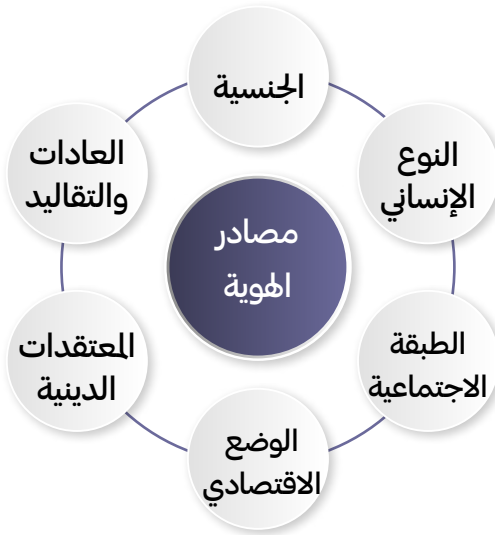 الجنسية
النوع
الإنساني
العادات
والتقاليد
مصادر
الهوية
الطبقة
الاجتماعية
المعتقدات
الدينية
الوضع
الاقتصادي